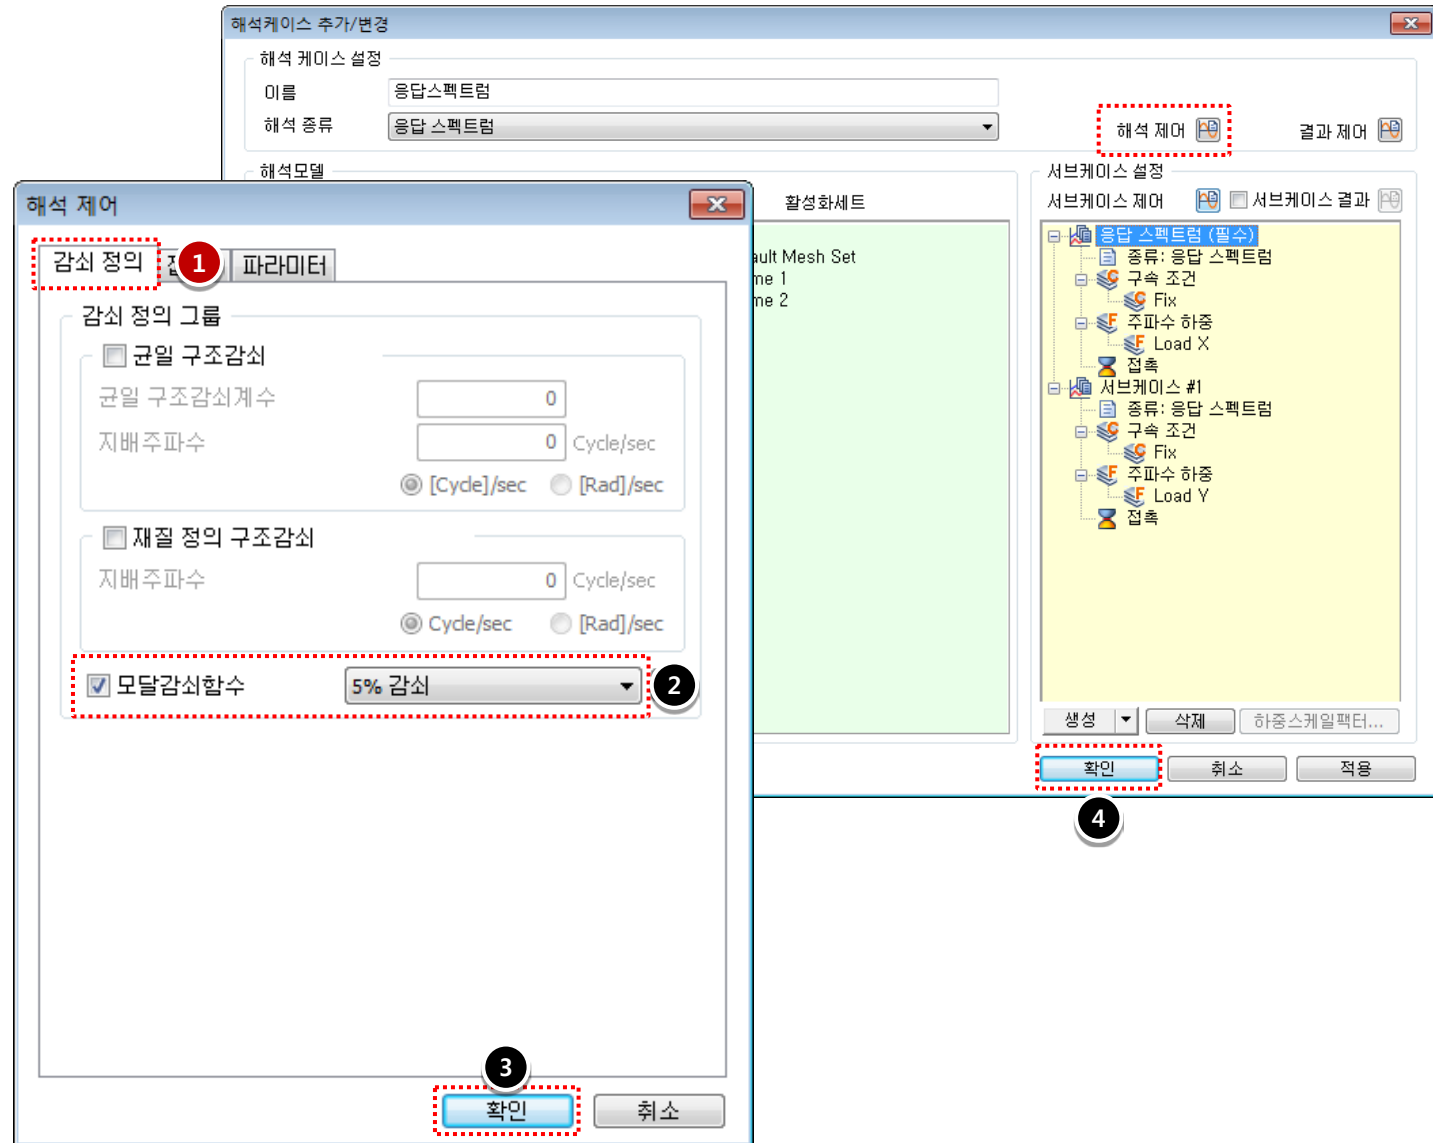 해석케이스 추가/변경
해석 케이스 설정
이름 응답스펙트럼
해석 종류 응답 스펙트럼
해석 제어 결과 제어
해석모델
활성화세트
ault Mesh Set
me 1
me 2
서브케이스 설정
서브케이스 제어 서브케이스 결과
응답 스펙트럼 (필수)
종류: 응답 스펙트럼
구속 조건
Fix
주파수 하중
Load X
접촉
서브케이스 #1
종류: 응답 스펙트럼
구속 조건
Fix
주파수 하중
Load Y
접촉
생성 삭제 하중스케일팩터...
확인 취소 적용
4
해석 제어
감쇠 정의 1 파라미터
감쇠 정의 그룹
균일 구조감쇠
균일 구조감쇠계수 0
지배주파수 0 Cycle/sec
[Cycle]/sec [Rad]/sec
재질 정의 구조감쇠
지배주파수 0 Cycle/sec
Cycle/sec [Rad]/sec
모달감쇠함수 5% 감쇠 2
3
확인 취소